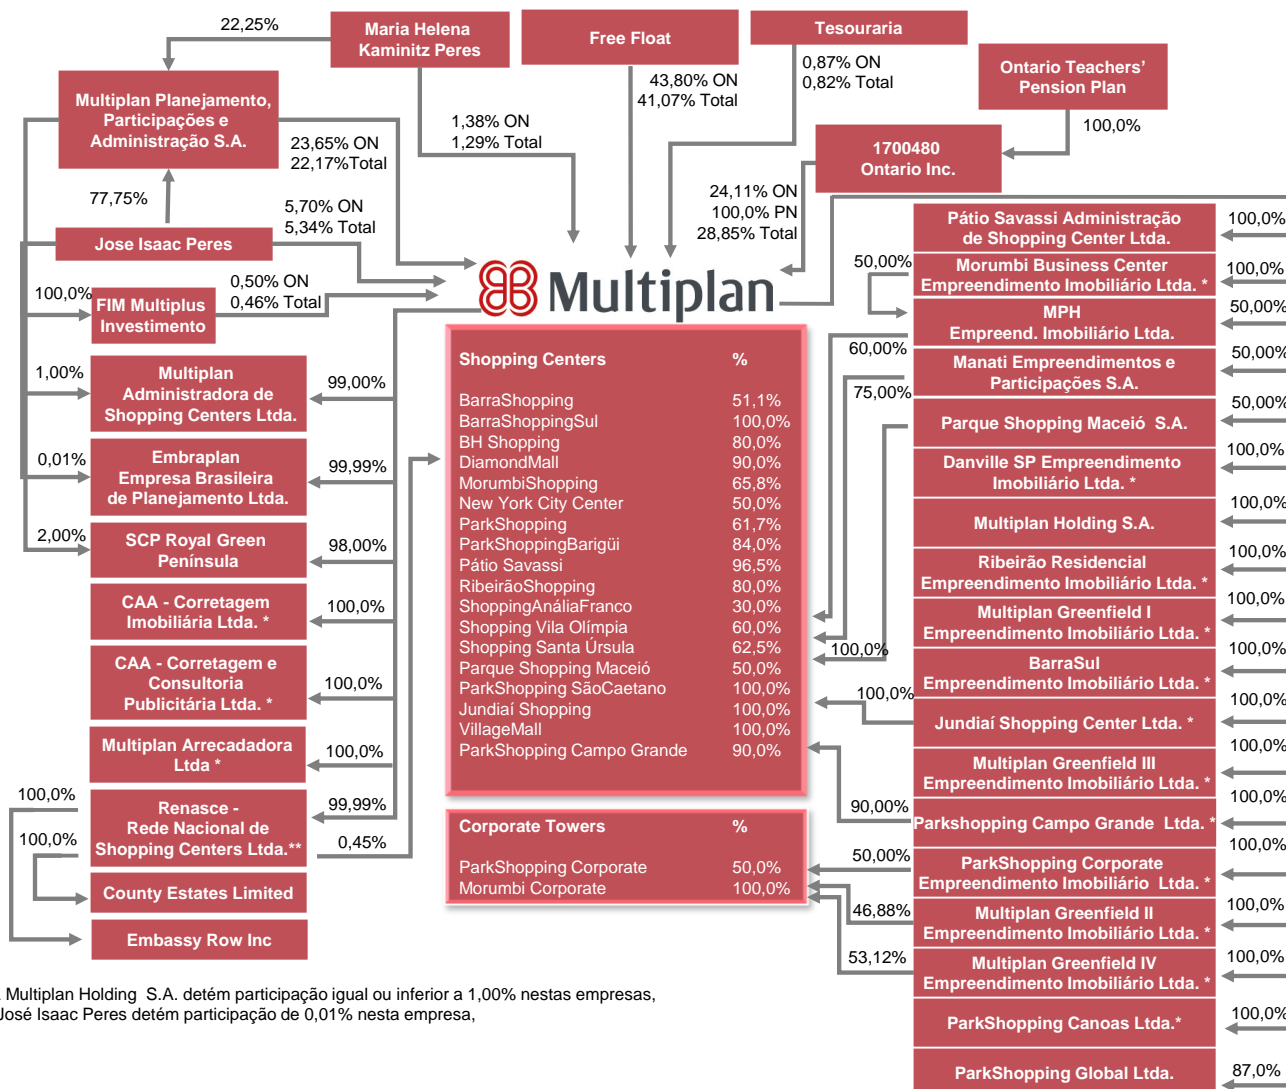 22,25%
Maria Helena
Kaminitz Peres
Free Float
Tesouraria
Ontario Teachers'
Pension Plan
Multiplan Planejamento,
Participações e
Administração S.A.
43,80% ON
41,07% Total
0,87% ON
0,82% Total
100,0%
1,38% ON
1,29% Total
23,65% ON
22,17%Total
1700480
Ontario Inc.
77,75%
5,70% ON
5,34% Total
24,11% ON
100,0% PN
28,85% Total
Jose Isaac Peres
0,50% ON
0,46% Total
100,0%
FIM Multiplus
Investimento
Multiplan
1,00%
Multiplan
Administradora de
Shopping Centers Ltda.
99,00%
0,01%
Embraplan
Empresa Brasileira
de Planejamento Ltda.
99,99%
2,00%
SCP Royal Green
Península
98,00%
CAA - Corretagem
Imobiliária Ltda. *
100,0%
CAA - Corretagem e
Consultoria
Publicitária Ltda. *
100,0%
Multiplan Arrecadadora
Ltda *
100,0%
100,0%
Renasce -
Rede Nacional de
Shopping Centers Ltda.**
99,99%
0,45%
100,0%
County Estates Limited
Embassy Row Inc
Shopping Centers %
BarraShopping 51,1%
BarraShoppingSul 100,0%
BH Shopping 80,0%
DiamondMall 90,0%
MorumbiShopping 65,8%
New York City Center 50,0%
ParkShopping 61,7%
ParkShoppingBarigüi 84,0%
Pátio Savassi 96,5%
RibeirãoShopping 80,0%
ShoppingAnáliaFranco 30,0%
Shopping Vila Olímpia 60,0%
Shopping Santa Úrsula 62,5%
Parque Shopping Maceió 50,0%
ParkShopping SãoCaetano 100,0%
Jundiaí Shopping 100,0%
VillageMall 100,0%
ParkShopping Campo Grande 90,0%
Corporate Towers %
ParkShopping Corporate 50,0%
Morumbi Corporate 100,0%
Pátio Savassi Administração
de Shopping Center Ltda.
100,0%
50,00%
Morumbi Business Center
Empreendimento Imobiliário Ltda. *
100,0%
MPH
Empreend. Imobiliário Ltda.
50,00%
60,00%
Manati Empreendimentos e
Participações S.A.
50,00%
75,00%
Parque Shopping Maceió S.A.
50,00%
100,0%
Danville SP Empreendimento
Imobiliário Ltda. *
100,0%
Multiplan Holding S.A.
100,0%
Ribeirão Residencial
Empreendimento Imobiliário Ltda. *
100,0%
Multiplan Greenfield I
Empreendimento Imobiliário Ltda. *
100,0%
BarraSul
Empreendimento Imobiliário Ltda. *
100,0%
100,0%
Jundiaí Shopping Center Ltda. *
100,0%
Multiplan Greenfield III
Empreendimento Imobiliário Ltda. *
100,0%
90,00%
Parkshopping Campo Grande Ltda. *
100,0%
50,00%
ParkShopping Corporate
Empreendimento Imobiliário Ltda. *
100,0%
46,88%
Multiplan Greenfield II
Empreendimento Imobiliário Ltda. *
100,0%
53,12%
Multiplan Greenfield IV
Empreendimento Imobiliário Ltda. *
100,0%
ParkShopping Canoas Ltda.*
100,0%
ParkShopping Global Ltda.
87,0%
Multiplan Holding S.A. detém participação igual ou inferior a 1,00% nestas empresas,
José Isaac Peres detém participação de 0,01% nesta empresa,